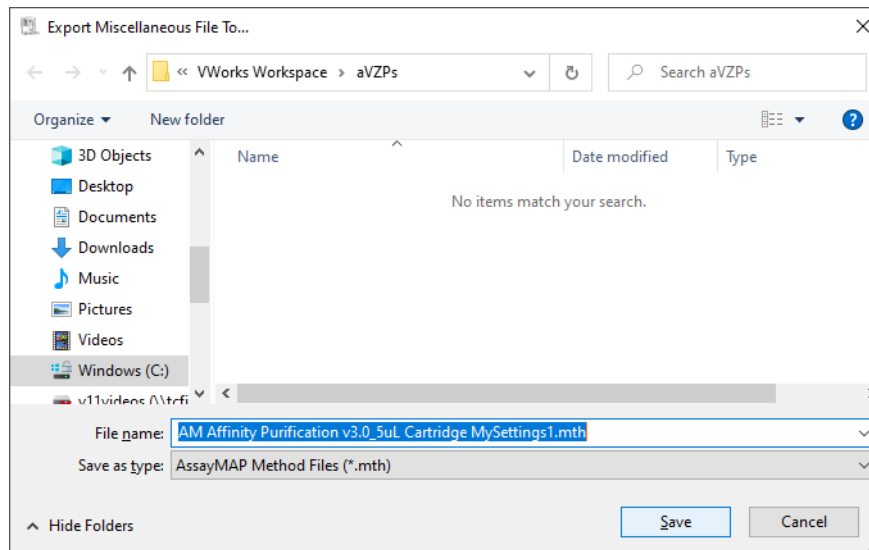 Export Miscellaneous File To...
« VWorks Workspace > aVZPs
Search aVZPs
Organize
New folder
?
Name
Date modified
Type
No items match your search.
3D Objects
Desktop
Documents
Downloads
Music
Pictures
Videos
Windows (C:)
v11videos (\\tcfi
File name: AM Affinity Purification v3.0_5uL Cartridge MySettings1.mth
Save as type: AssayMAP Method Files (*.mth)
Hide Folders
Save
Cancel